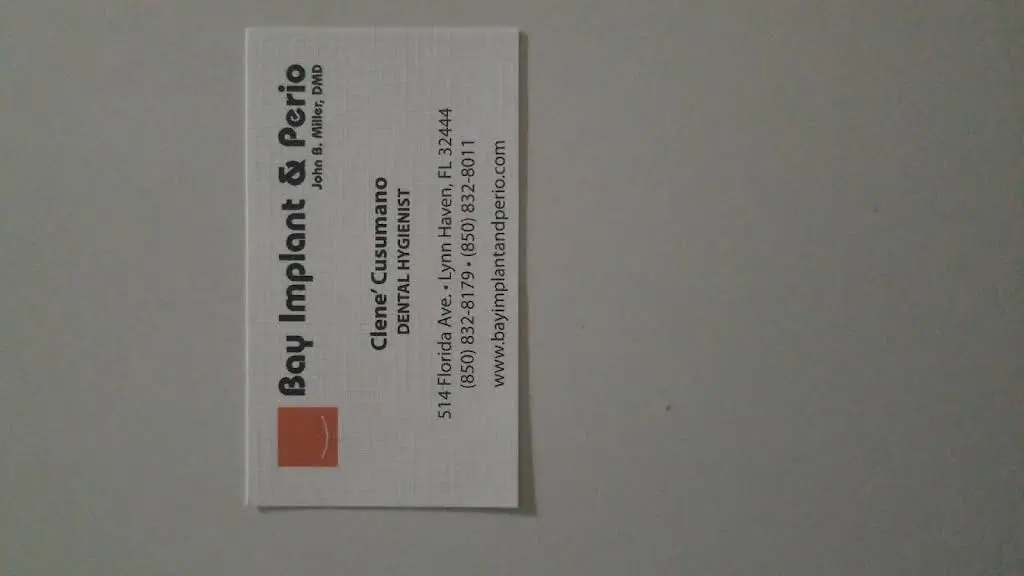 Bay Implant & Perio
John B. Miller, DMD
Clene' Cusumano
DENTAL HYGIENIST
514 Florida Ave. • Lynn Haven, FL 32444
(850) 832-8179 • (850) 832-8011
www.bayimplantandperio.com